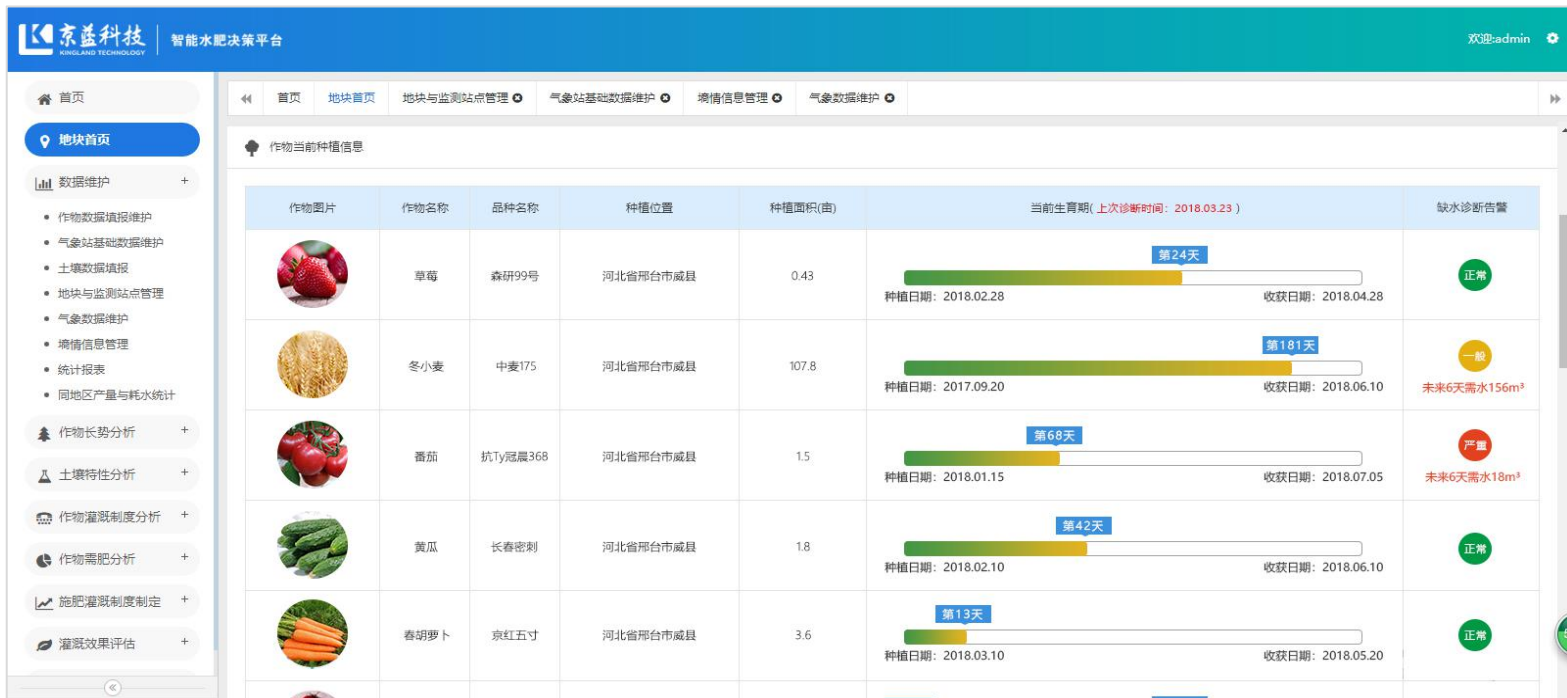 京蓝科技
KINGLAND TECHNOLOGY
智能水肥决策平台
欢迎:admin
首页
地块首页
数据维护 +
作物数据填报维护
气象站基础数据维护
土壤数据填报
地块与监测站点管理
气象数据维护
墒情信息管理
统计报表
同地区产量与耗水统计
作物长势分析 +
土壤特性分析 +
作物灌溉制度分析 +
作物需肥分析 +
施肥灌溉制度制定 +
灌溉效果评估 +
首页 地块首页 地块与监测站点管理 气象站基础数据维护 墒情信息管理 气象数据维护
作物当前种植信息
作物图片 作物名称 品种名称 种植位置 种植面积(亩) 当前生育期( 上次诊断时间: 2018.03.23 ) 缺水诊断告警
草莓 森研99号 河北省邢台市威县 0.43 第24天 正常
种植日期: 2018.02.28 收获日期: 2018.04.28
冬小麦 中麦175 河北省邢台市威县 107.8 第181天 一般
种植日期: 2017.09.20 收获日期: 2018.06.10 未来6天需水156m³
番茄 抗Ty冠晨368 河北省邢台市威县 1.5 第68天 严重
种植日期: 2018.01.15 收获日期: 2018.07.05 未来6天需水18m³
黄瓜 长春密刺 河北省邢台市威县 1.8 第42天 正常
种植日期: 2018.02.10 收获日期: 2018.06.10
春胡萝卜 京红五寸 河北省邢台市威县 3.6 第13天 正常
种植日期: 2018.03.10 收获日期: 2018.05.20